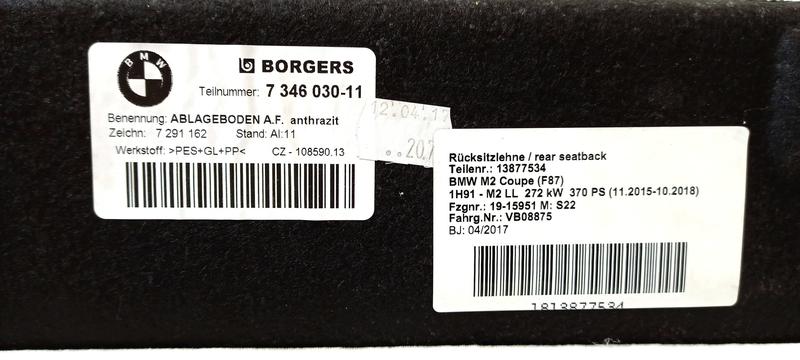 BMW
BORGERS
Teilnummer: 7 346 030-11
Benennung: ABLAGEBODEN A.F. anthrazit
Zeichn: 7 291 162 Stand: AI:11
Werkstoff: >PES+GL+PP< CZ - 108590.13
12.04.17
Rücksitzlehne / rear seatback
Teilenr.: 13877534
BMW M2 Coupe (F87)
1H91 - M2 LL 272 kW 370 PS (11.2015-10.2018)
Fzgnr.: 19-15951 M: S22
Fahrg.Nr.: VB08875
BJ: 04/2017
1813877534